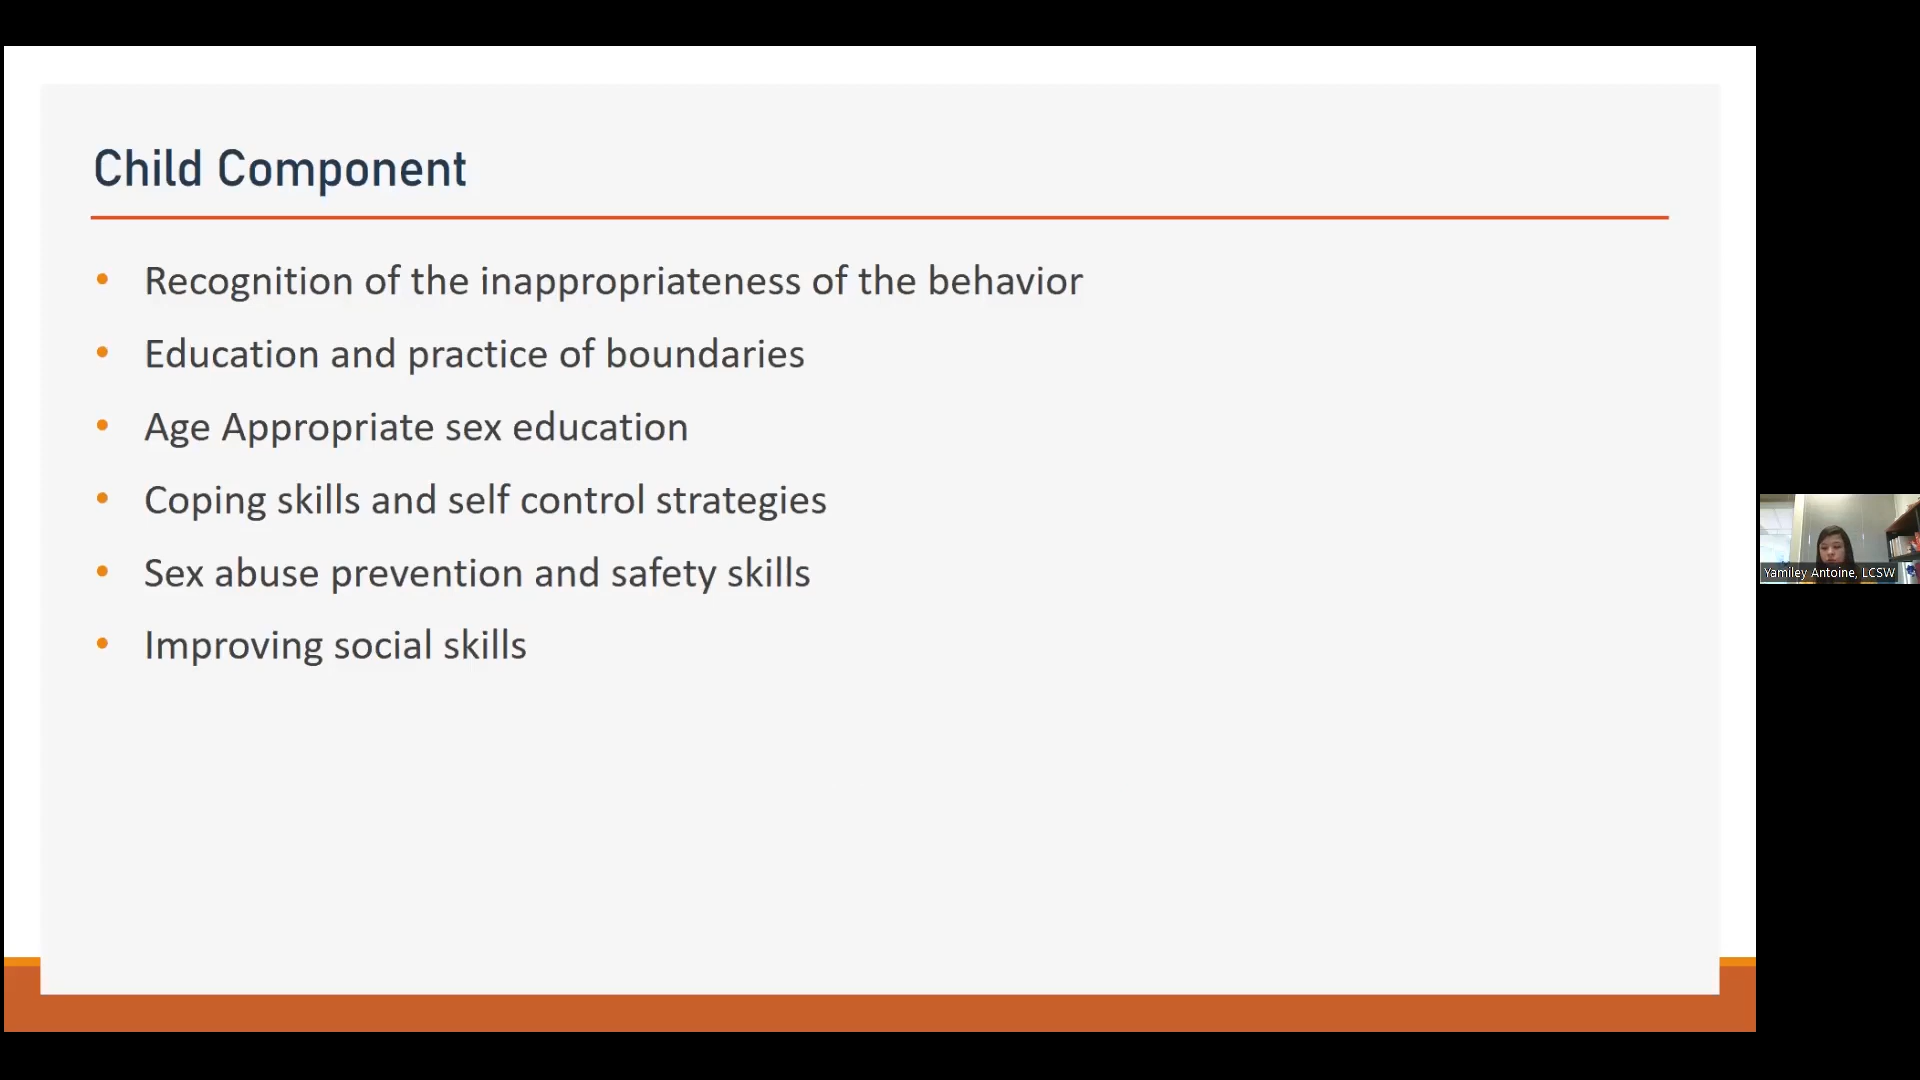 Child Component
• Recognition of the inappropriateness of the behavior
• Education and practice of boundaries
• Age Appropriate sex education
• Coping skills and self control strategies
• Sex abuse prevention and safety skills
• Improving social skills
Yamiley Antoine, LCSW